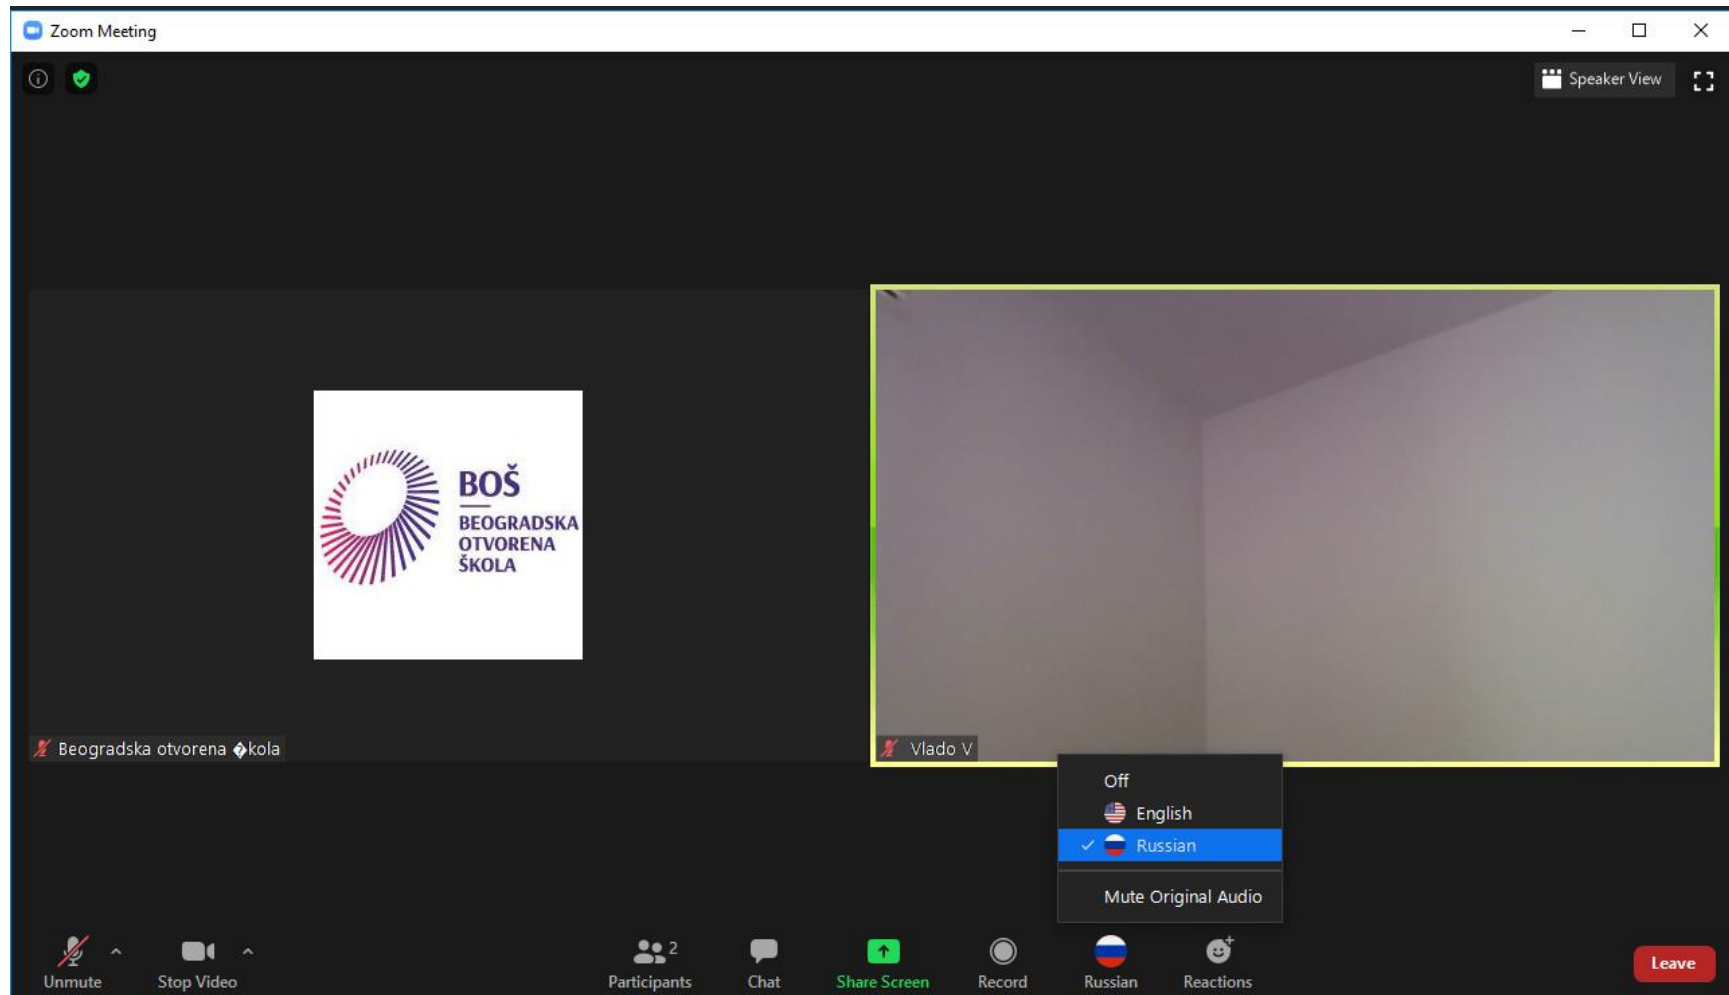 Zoom Meeting
Speaker View
BOŠ
BEOGRADSKA
OTVORENA
ŠKOLA
Beogradska otvorena �kola
Vlado V
Off
English
Russian
Mute Original Audio
Unmute
Stop Video
2
Participants
Chat
Share Screen
Record
Russian
Reactions
Leave